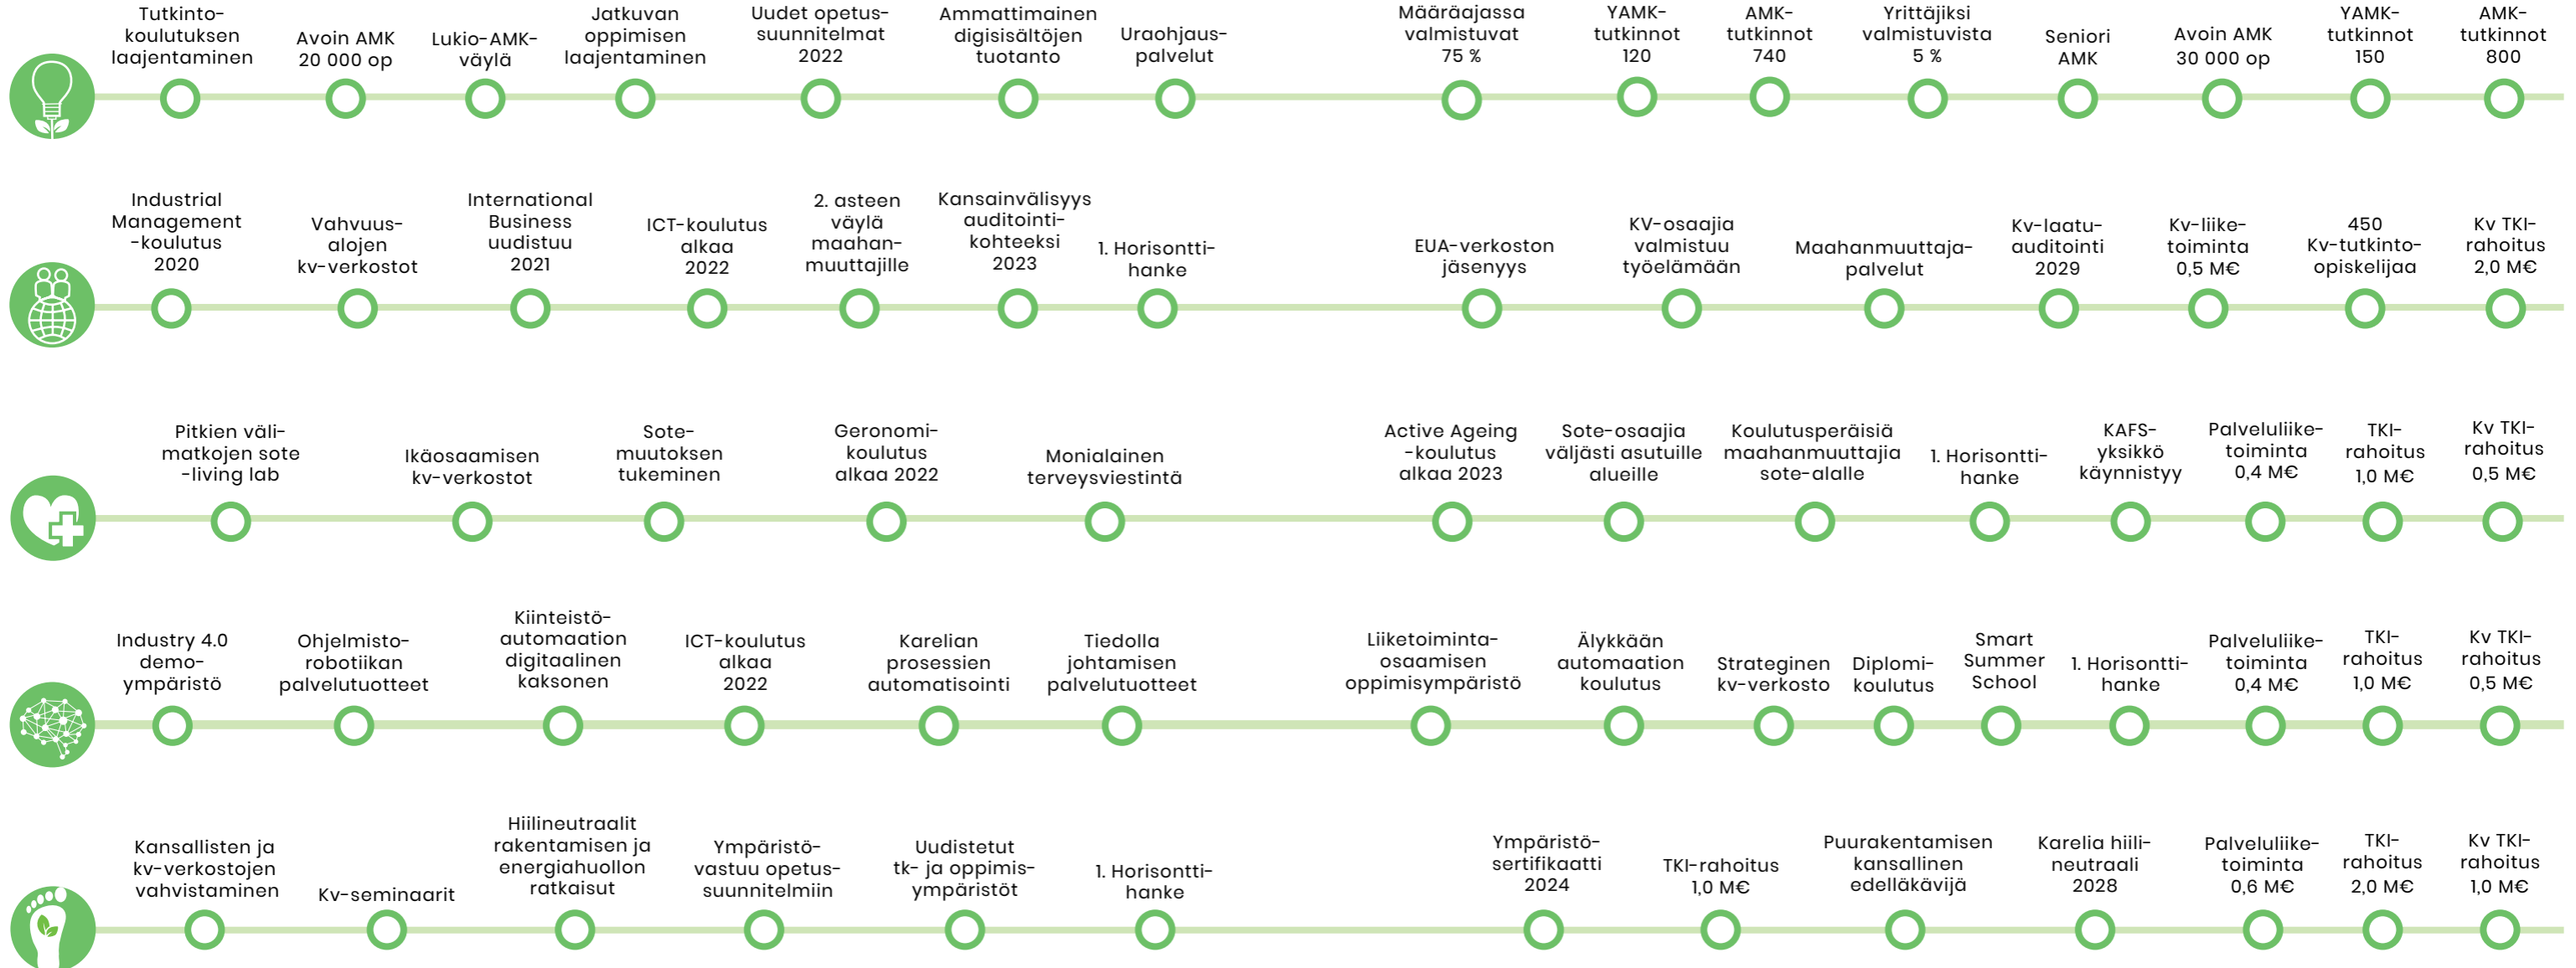 Tutkinto-
koulutuksen
laajentaminen
Avoin AMK
20 000 op
Lukio-AMK-
väylä
Jatkuvan
oppimisen
laajentaminen
Uudet opetus-
suunnitelmat
2022
Ammattimainen
digisisältöjen
tuotanto
Uraohjaus-
palvelut
Määräajassa
valmistuvat
75 %
YAMK-
tutkinnot
120
AMK-
tutkinnot
740
Yrittäjiksi
valmistuvista
5 %
Seniori
AMK
Avoin AMK
30 000 op
YAMK-
tutkinnot
150
AMK-
tutkinnot
800
Industrial
Management
-koulutus
2020
Vahvuus-
alojen
kv-verkostot
International
Business
uudistuu
2021
ICT-koulutus
alkaa
2022
2. asteen
väylä
maahan-
muuttajille
Kansainvälisyys
auditointi-
kohteeksi
2023
1. Horisontti-
hanke
EUA-verkoston
jäsenyys
KV-osaajia
valmistuu
työelämään
Maahanmuuttaja-
palvelut
Kv-laatu-
auditointi
2029
Kv-liike-
toiminta
0,5 M€
450
Kv-tutkinto-
opiskelijaa
Kv TKI-
rahoitus
2,0 M€
Pitkien väli-
matkojen sote
-living lab
Ikäosaamisen
kv-verkostot
Sote-
muutoksen
tukeminen
Geronomi-
koulutus
alkaa 2022
Monialainen
terveysviestintä
Active Ageing
-koulutus
alkaa 2023
Sote-osaajia
väljästi asutuille
alueille
Koulutusperäisiä
maahanmuuttajia
sote-alalle
1. Horisontti-
hanke
KAFS-
yksikkö
käynnistyy
Palveluliike-
toiminta
0,4 M€
TKI-
rahoitus
1,0 M€
Kv TKI-
rahoitus
0,5 M€
Industry 4.0
demo-
ympäristö
Ohjelmisto-
robotiikan
palvelutuotteet
Kiinteistö-
automaation
digitaalinen
kaksonen
ICT-koulutus
alkaa
2022
Karelian
prosessien
automatisointi
Tiedolla
johtamisen
palvelutuotteet
Liiketoiminta-
osaamisen
oppimisympäristö
Älykkään
automaation
koulutus
Strateginen
kv-verkosto
Diplomi-
koulutus
Smart
Summer
School
1. Horisontti-
hanke
Palveluliike-
toiminta
0,4 M€
TKI-
rahoitus
1,0 M€
Kv TKI-
rahoitus
0,5 M€
Kansallisten ja
kv-verkostojen
vahvistaminen
Kv-seminaarit
Hiilineutraalit
rakentamisen ja
energiahuollon
ratkaisut
Ympäristö-
vastuu opetus-
suunnitelmiin
Uudistetut
tk- ja oppimis-
ympäristöt
1. Horisontti-
hanke
Ympäristö-
sertifikaatti
2024
TKI-rahoitus
1,0 M€
Puurakentamisen
kansallinen
edelläkävijä
Karelia hiili-
neutraali
2028
Palveluliike-
toiminta
0,6 M€
TKI-
rahoitus
2,0 M€
Kv TKI-
rahoitus
1,0 M€